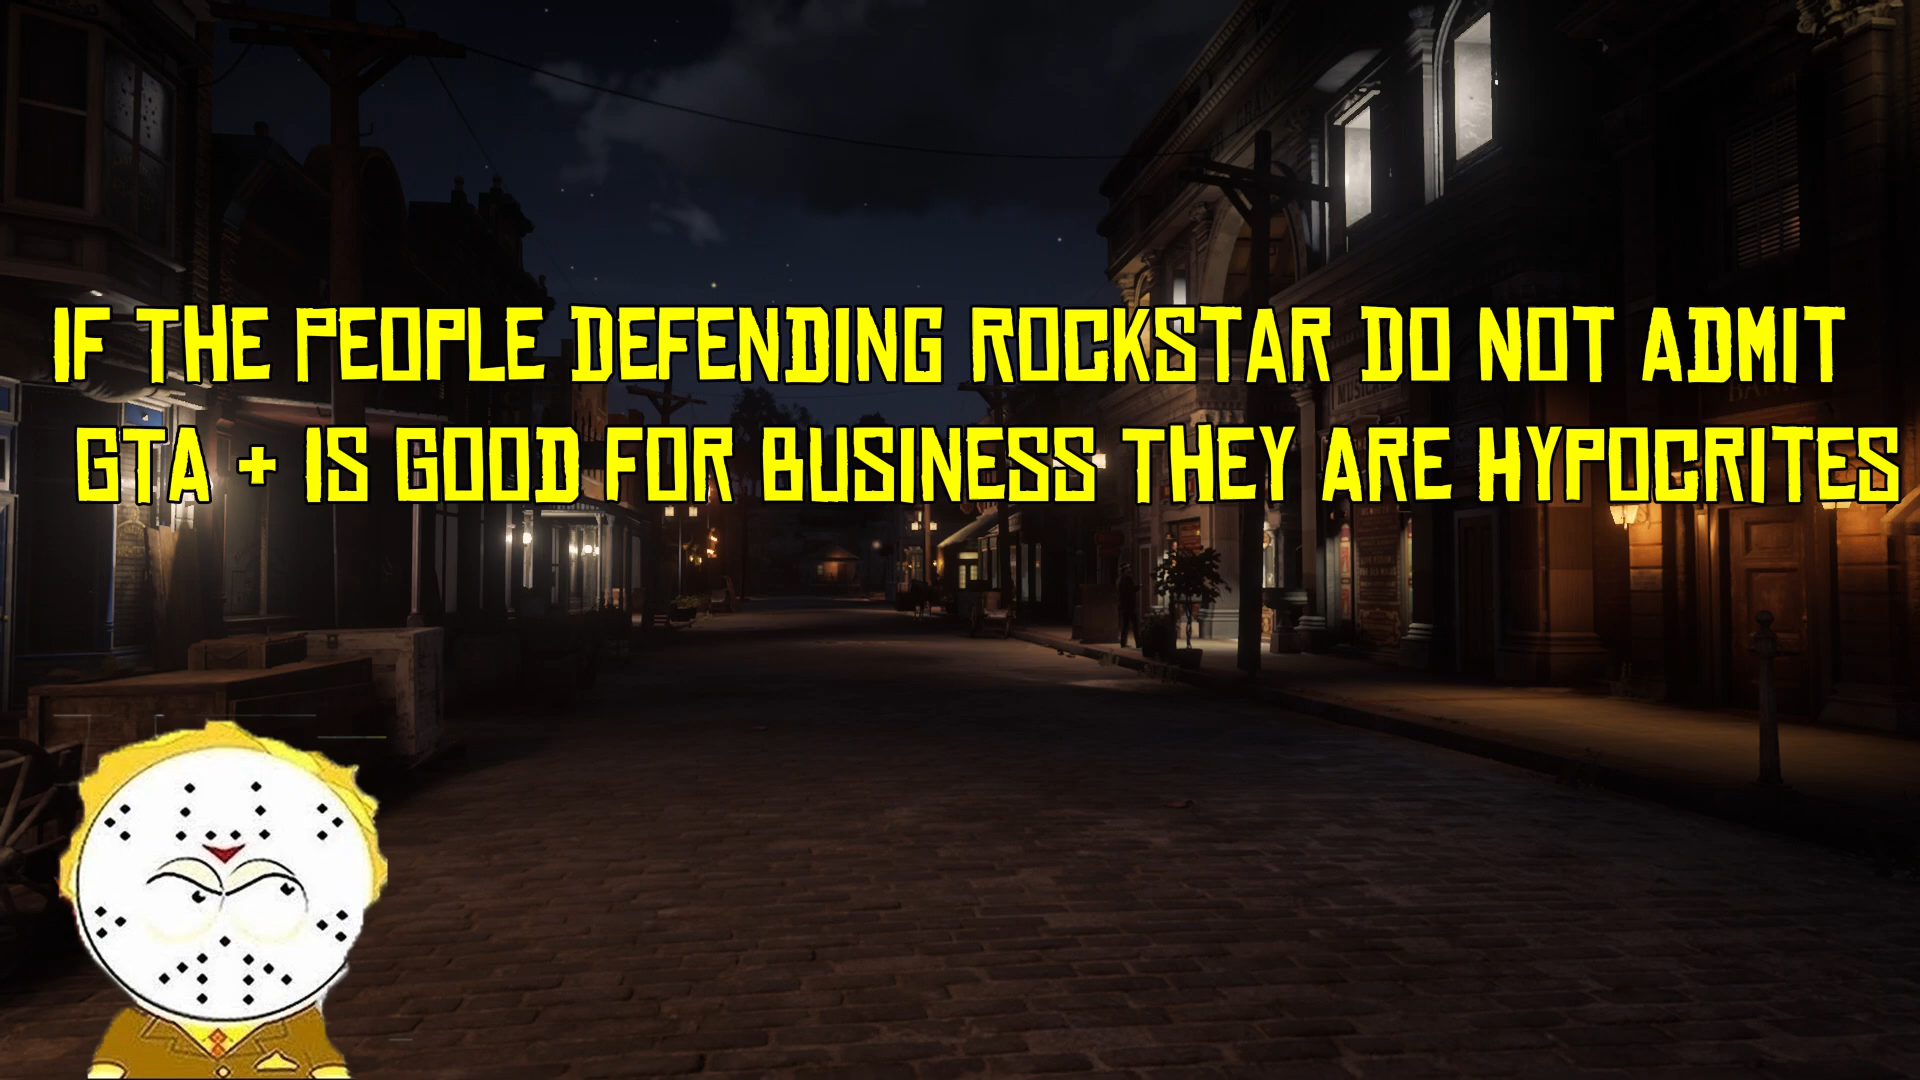 IF THE PEOPLE DEFENDING ROCKSTAR DO NOT ADMIT
GTA + IS GOOD FOR BUSINESS THEY ARE HYPOCRITES